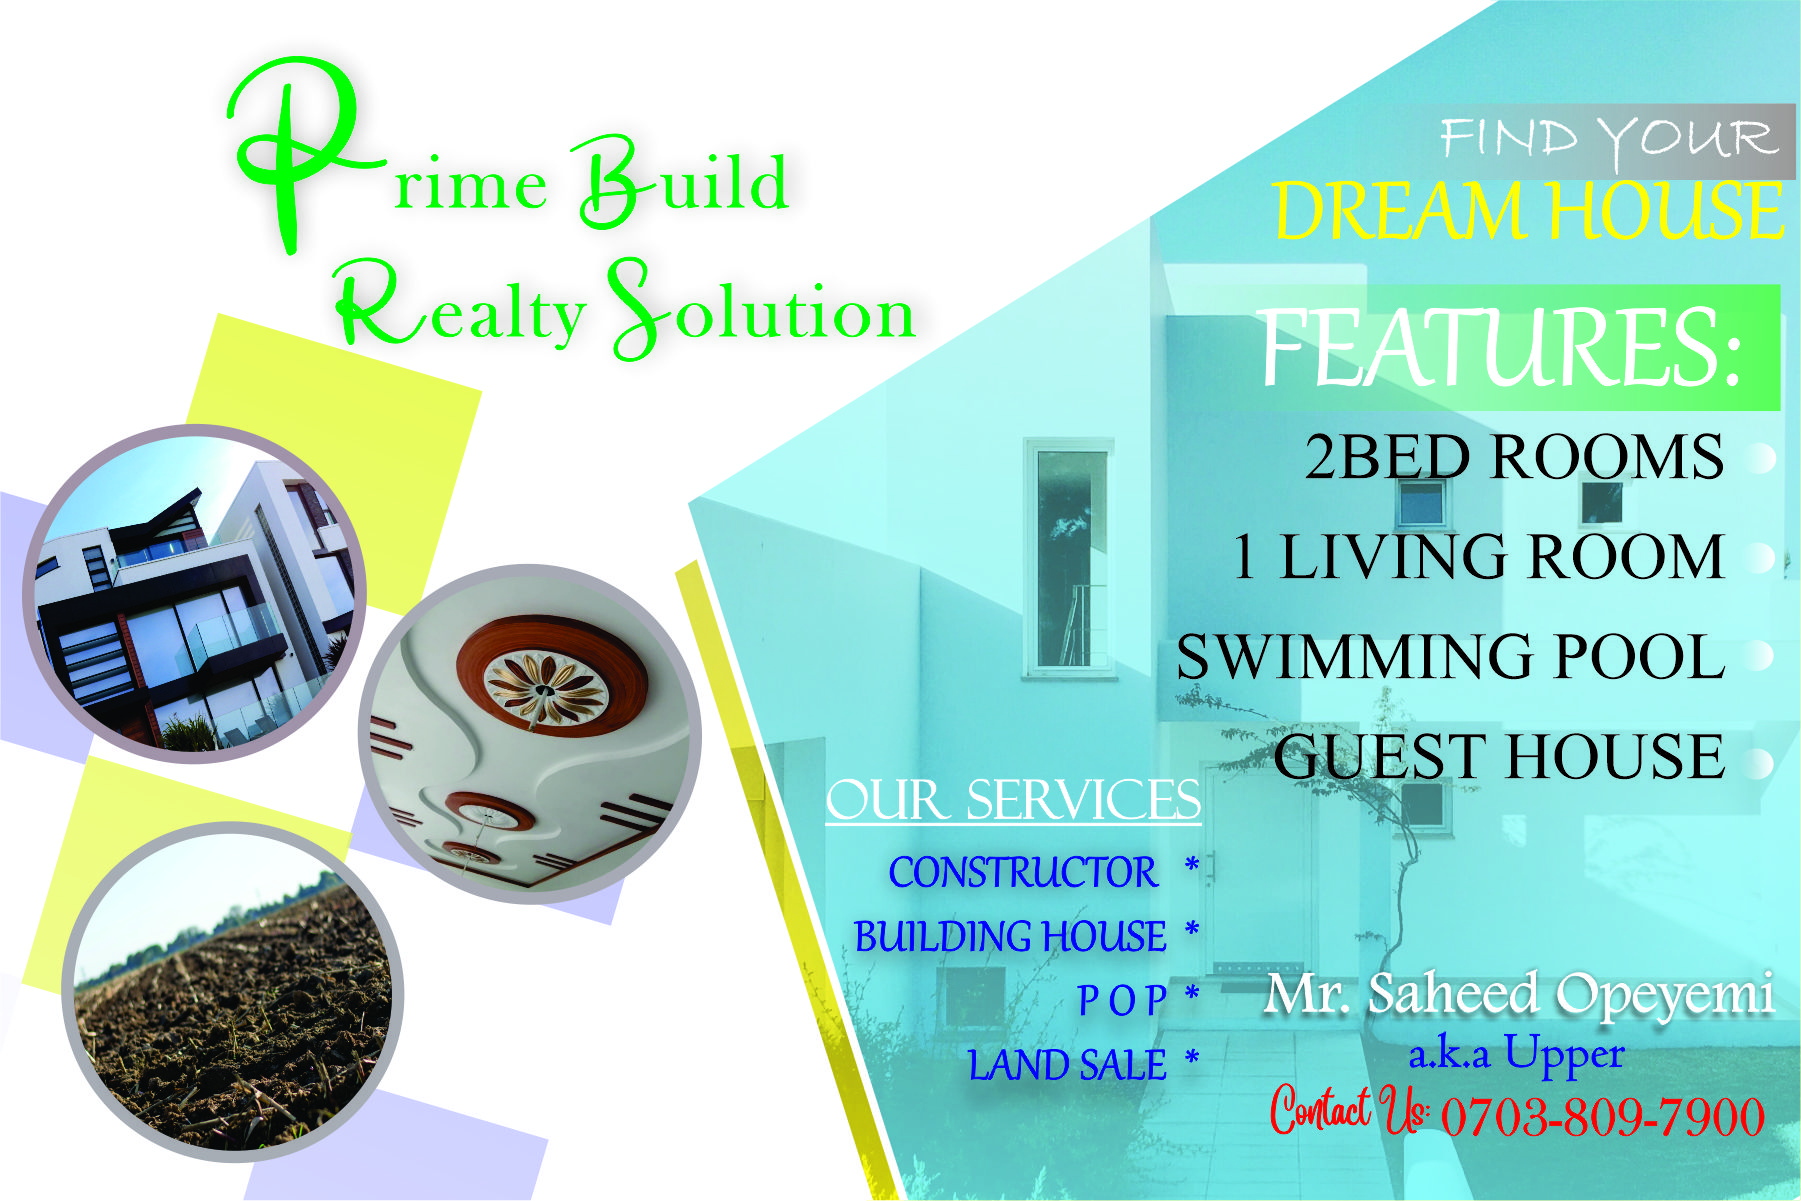 Prime Build
Realty Solution
FIND YOUR
DREAM HOUSE
FEATURES:
2BED ROOMS
1 LIVING ROOM
SWIMMING POOL
GUEST HOUSE
OUR SERVICES
CONSTRUCTOR *
BUILDING HOUSE *
P O P *
LAND SALE *
Mr. Saheed Opeyemi
a.k.a Upper
Contact Us: 0703-809-7900